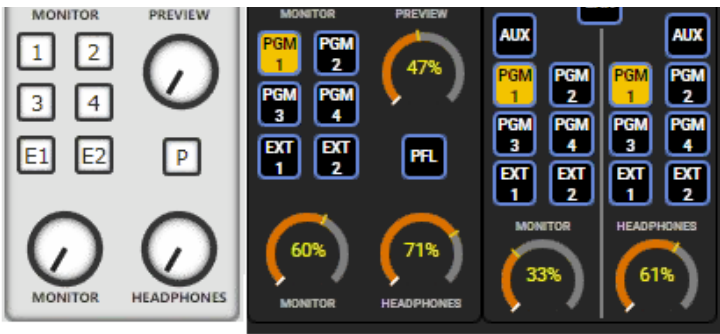 MONITOR PREVIEW
1 2
3 4
E1 E2 P
MONITOR HEADPHONES
MONITOR PREVIEW
PGM 1 PGM 2
47%
PGM 3 PGM 4
EXT 1 EXT 2 PFL
60% 71%
MONITOR HEADPHONES
AUX AUX
PGM 1 PGM 2 PGM 1 PGM 2
PGM 3 PGM 4 PGM 3 PGM 4
EXT 1 EXT 2 EXT 1 EXT 2
MONITOR HEADPHONES
33% 61%